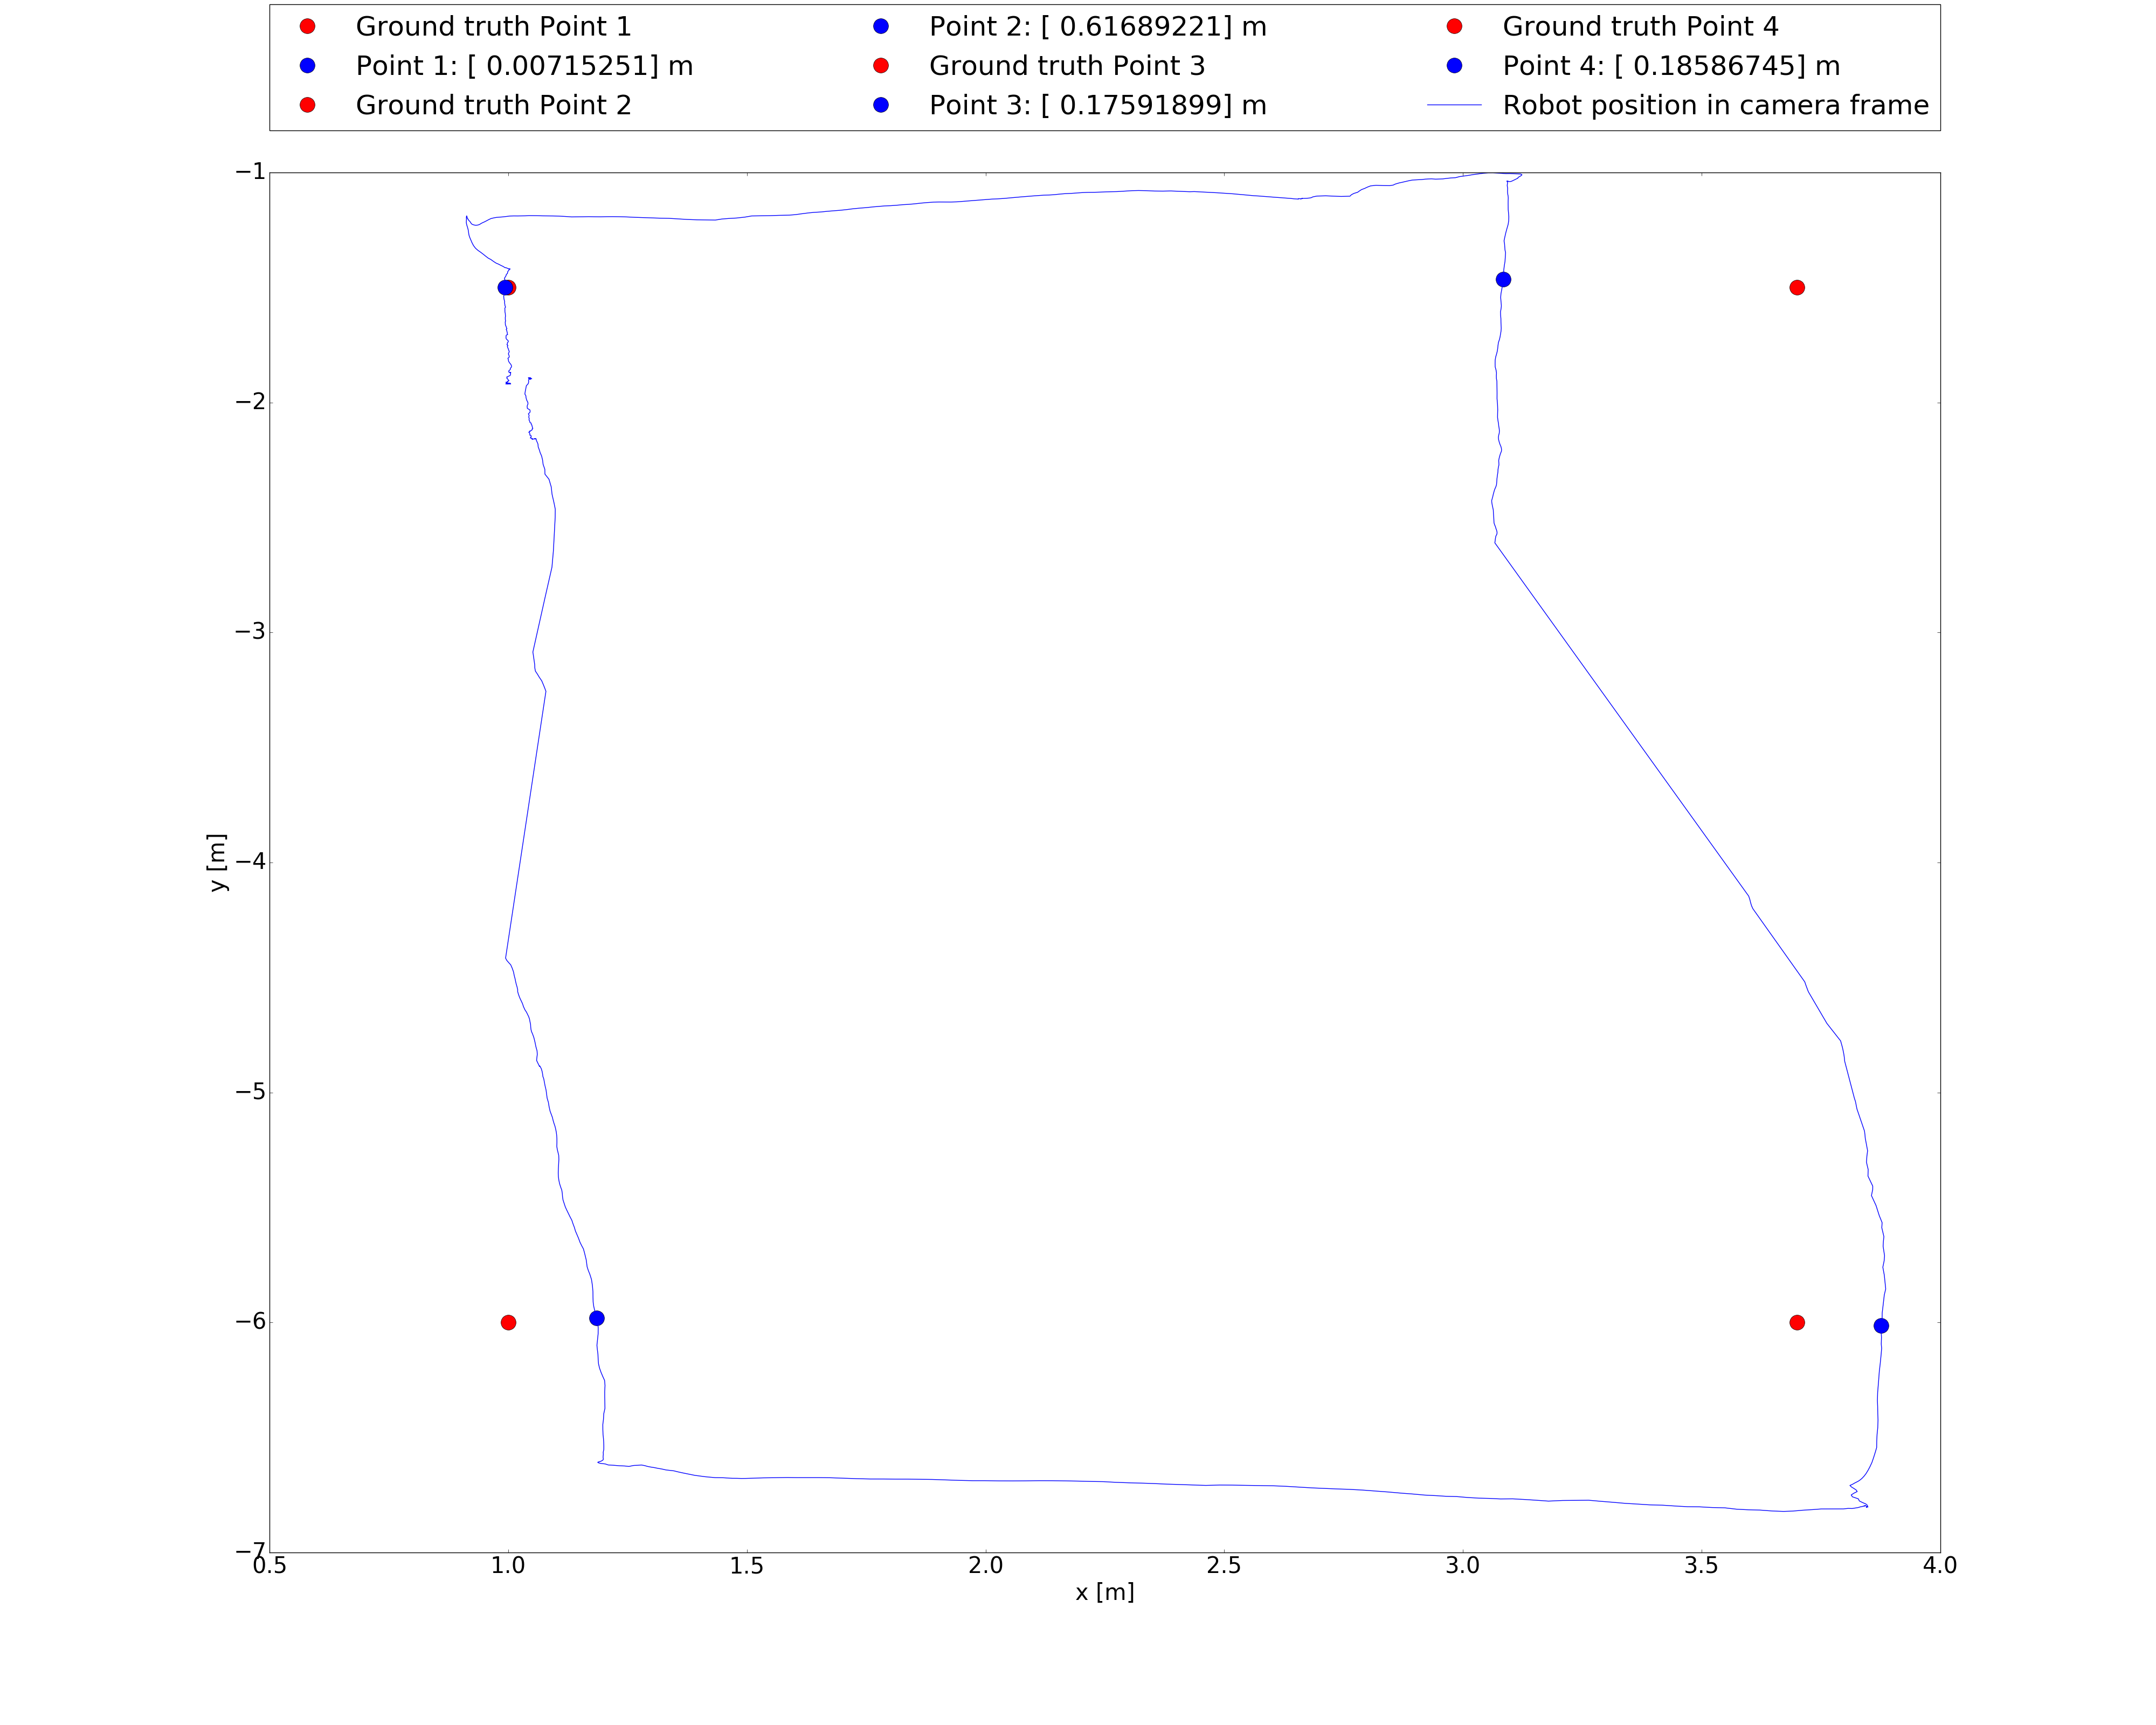 Ground truth Point 1
Point 1: [ 0.00715251] m
Ground truth Point 2
Point 2: [ 0.61689221] m
Ground truth Point 3
Point 3: [ 0.17591899] m
Ground truth Point 4
Point 4: [ 0.18586745] m
Robot position in camera frame
−1
−2
−3
−4
−5
−6
−7
y [m]
0.5 1.0 1.5 2.0 2.5 3.0 3.5 4.0
x [m]